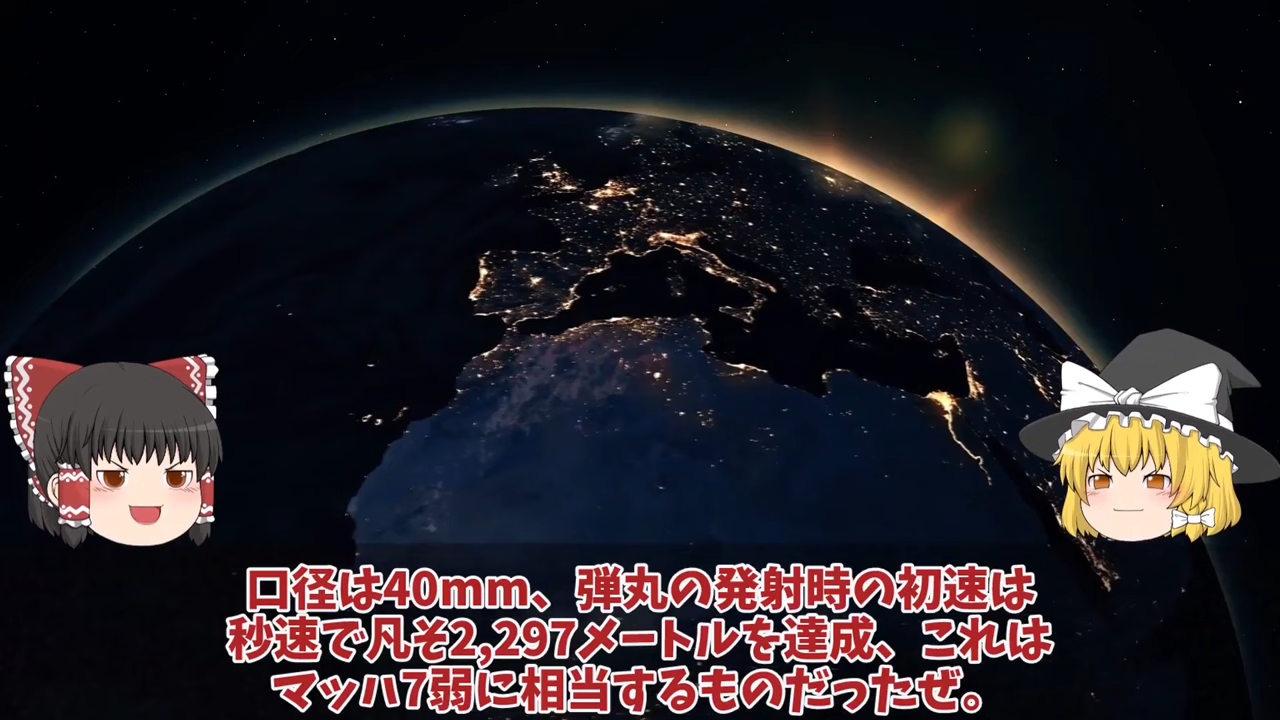 口径は40mm、弾丸の発射時の初速は
秒速で凡そ2,297メートルを達成、これは
マッハ7弱に相当するものだったぜ。